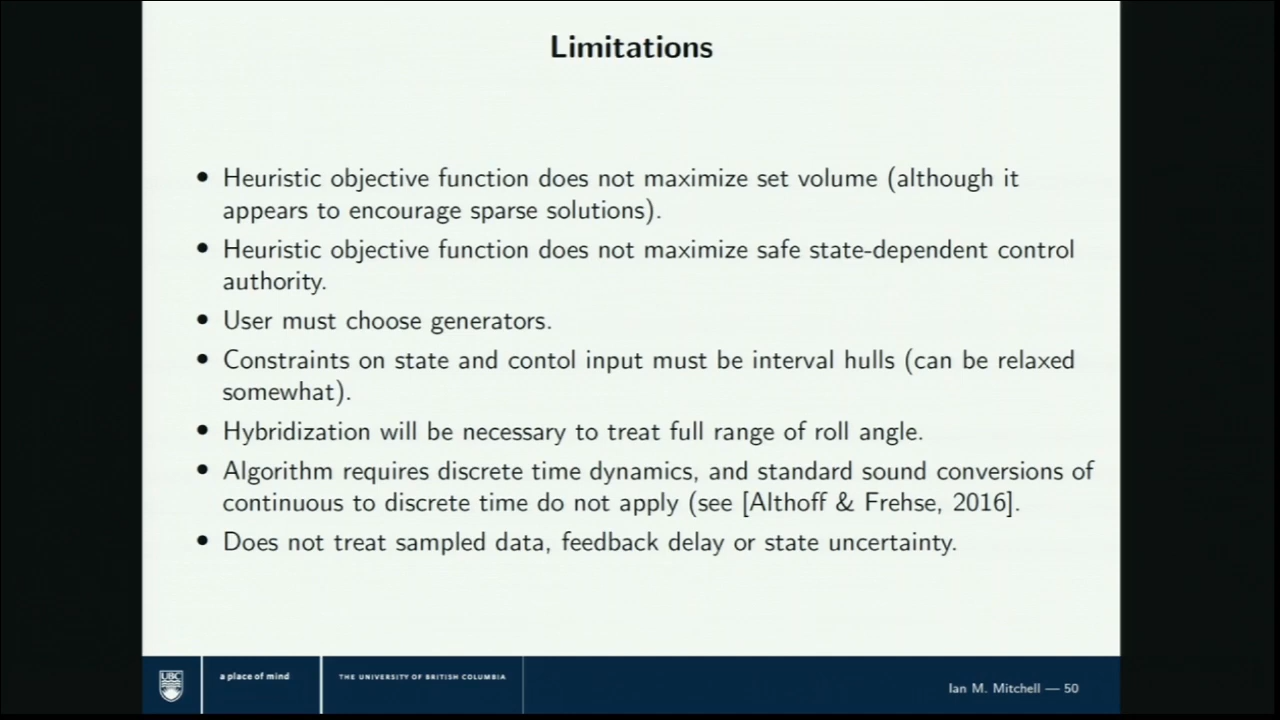 Limitations
• Heuristic objective function does not maximize set volume (although it
appears to encourage sparse solutions).
• Heuristic objective function does not maximize safe state-dependent control
authority.
• User must choose generators.
• Constraints on state and contol input must be interval hulls (can be relaxed
somewhat).
• Hybridization will be necessary to treat full range of roll angle.
• Algorithm requires discrete time dynamics, and standard sound conversions of
continuous to discrete time do not apply (see [Althoff & Frehse, 2016].
• Does not treat sampled data, feedback delay or state uncertainty.
UBC
a place of mind
THE UNIVERSITY OF BRITISH COLUMBIA
Ian M. Mitchell — 50